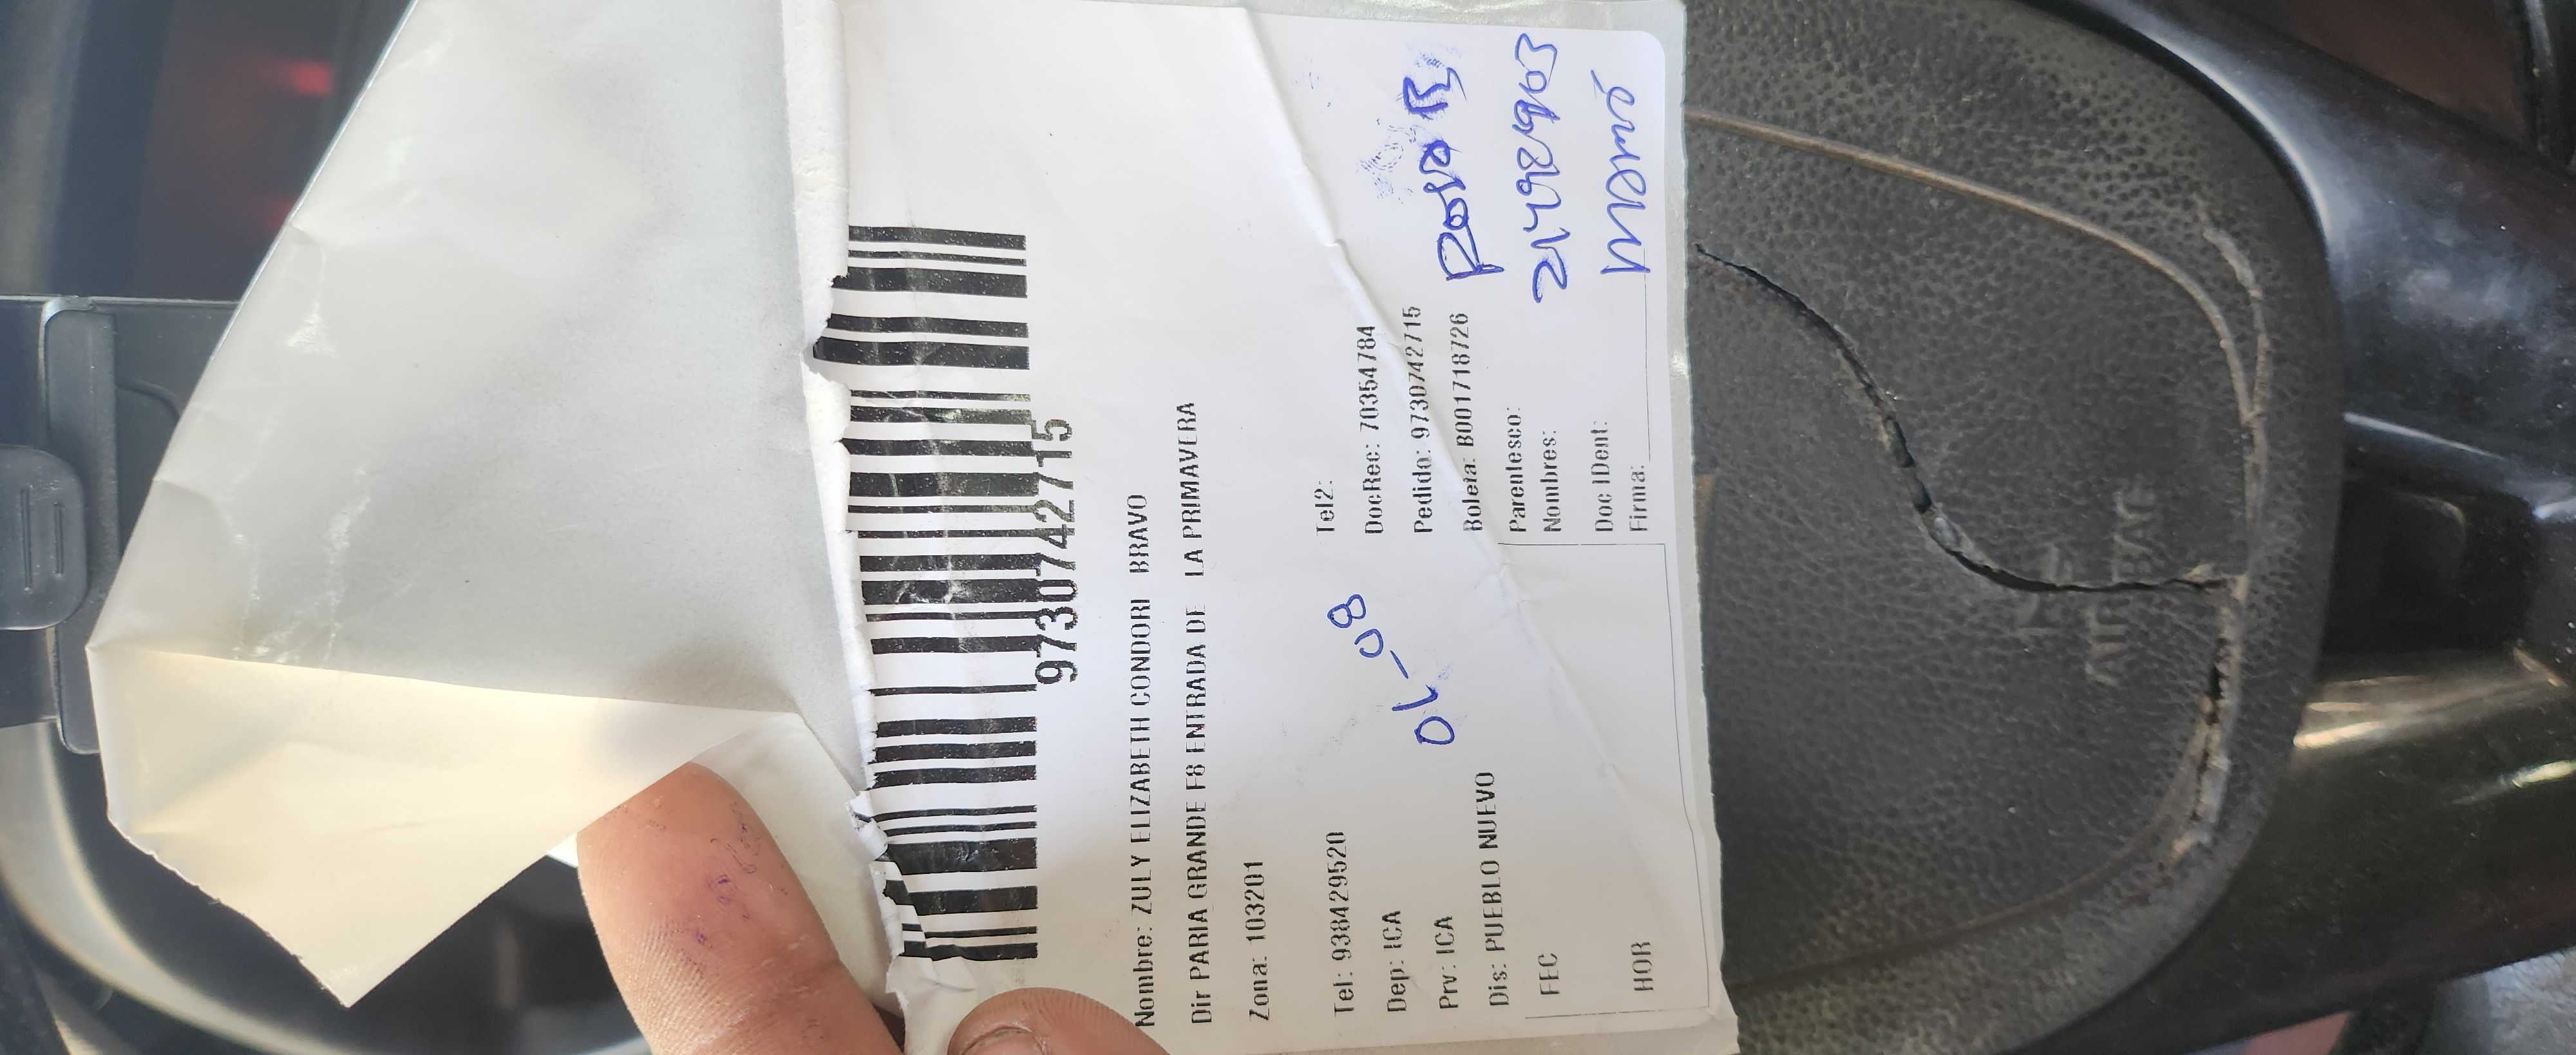 9730742715
Nombre: ZULY ELIZABETH CONDORI BRAVO
Dir PARIA GRANDE F8 ENTRADA DE LA PRIMAVERA
Zona: 103201
Tel: 938429520 Tel2:
Dep: ICA DocRec: 70354784
Prv: ICA Pedido: 9730742715
Dis: PUEBLO NUEVO Boleta: B001718726
01-08
FEC
HOR
Parentesco:
Nombres: Rosa B
Doc IDent:
Firma: Mamá
AIRBAG